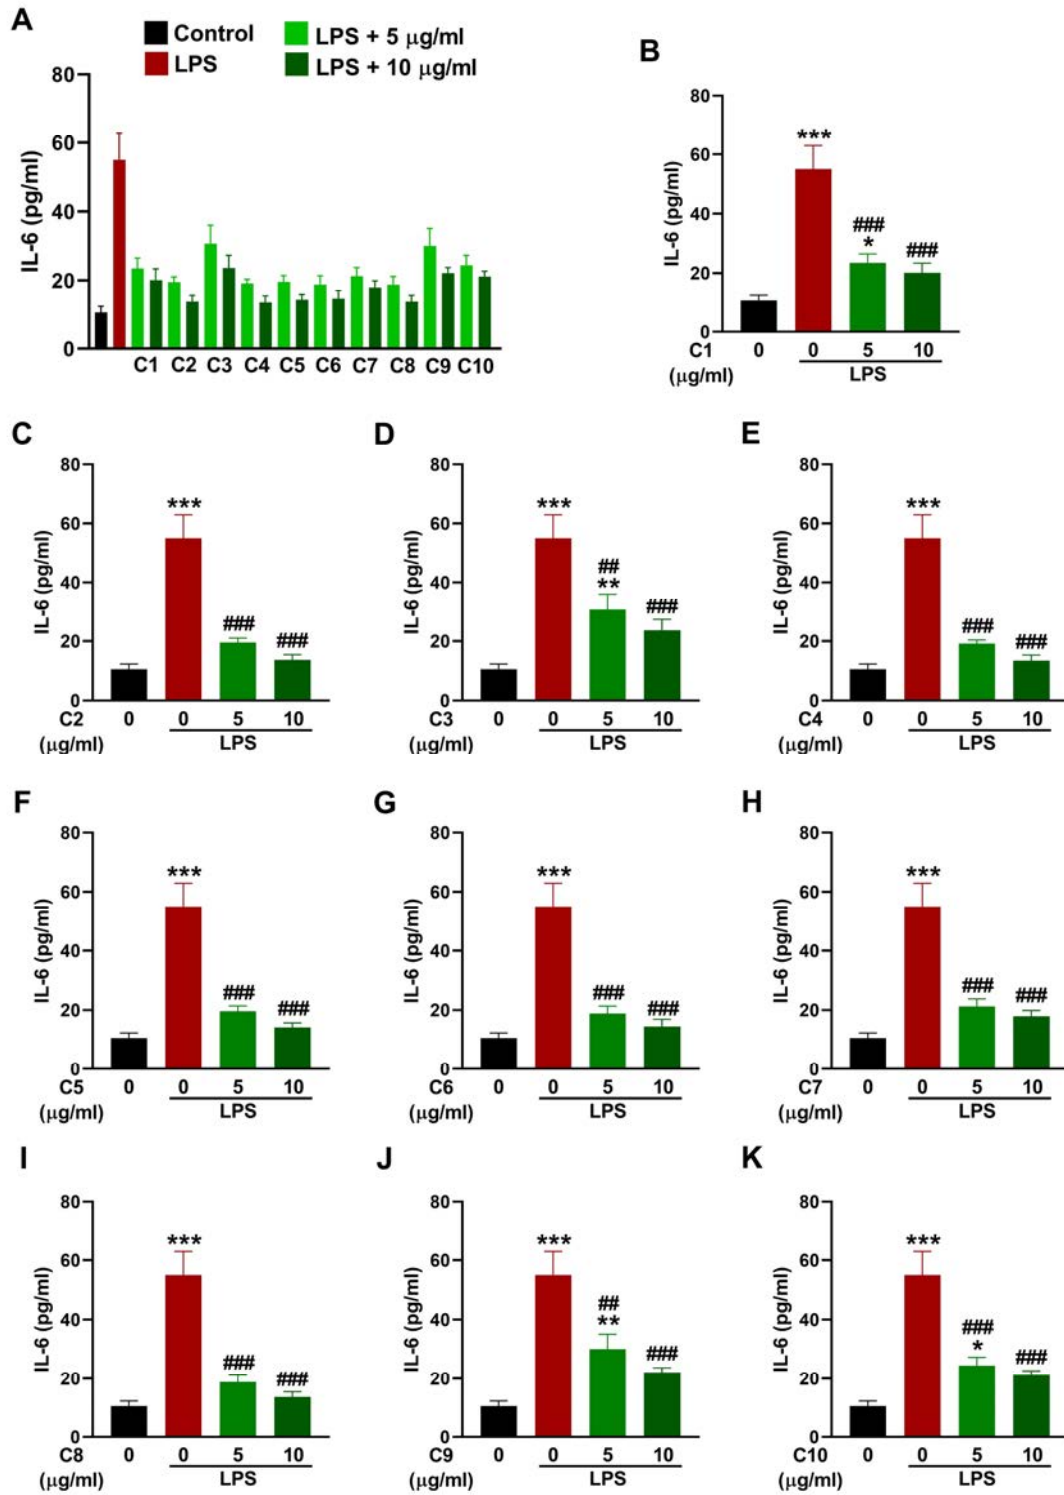 A
Control
LPS + 5 µg/ml
LPS
LPS + 10 µg/ml
80
60
40
20
0
IL-6 (pg/ml)
C1 C2 C3 C4 C5 C6 C7 C8 C9 C10
B
80
60
40
20
0
IL-6 (pg/ml)
***
###
*
###
C1 0 0 5 10
(µg/ml) LPS
C
80
60
40
20
0
IL-6 (pg/ml)
***
###
###
C2 0 0 5 10
(µg/ml) LPS
D
80
60
40
20
0
IL-6 (pg/ml)
***
##
**
###
C3 0 0 5 10
(µg/ml) LPS
E
80
60
40
20
0
IL-6 (pg/ml)
***
###
###
C4 0 0 5 10
(µg/ml) LPS
F
80
60
40
20
0
IL-6 (pg/ml)
***
###
###
C5 0 0 5 10
(µg/ml) LPS
G
80
60
40
20
0
IL-6 (pg/ml)
***
###
###
C6 0 0 5 10
(µg/ml) LPS
H
80
60
40
20
0
IL-6 (pg/ml)
***
###
###
C7 0 0 5 10
(µg/ml) LPS
I
80
60
40
20
0
IL-6 (pg/ml)
***
###
###
C8 0 0 5 10
(µg/ml) LPS
J
80
60
40
20
0
IL-6 (pg/ml)
***
##
**
###
C9 0 0 5 10
(µg/ml) LPS
K
80
60
40
20
0
IL-6 (pg/ml)
***
###
*
###
C10 0 0 5 10
(µg/ml) LPS